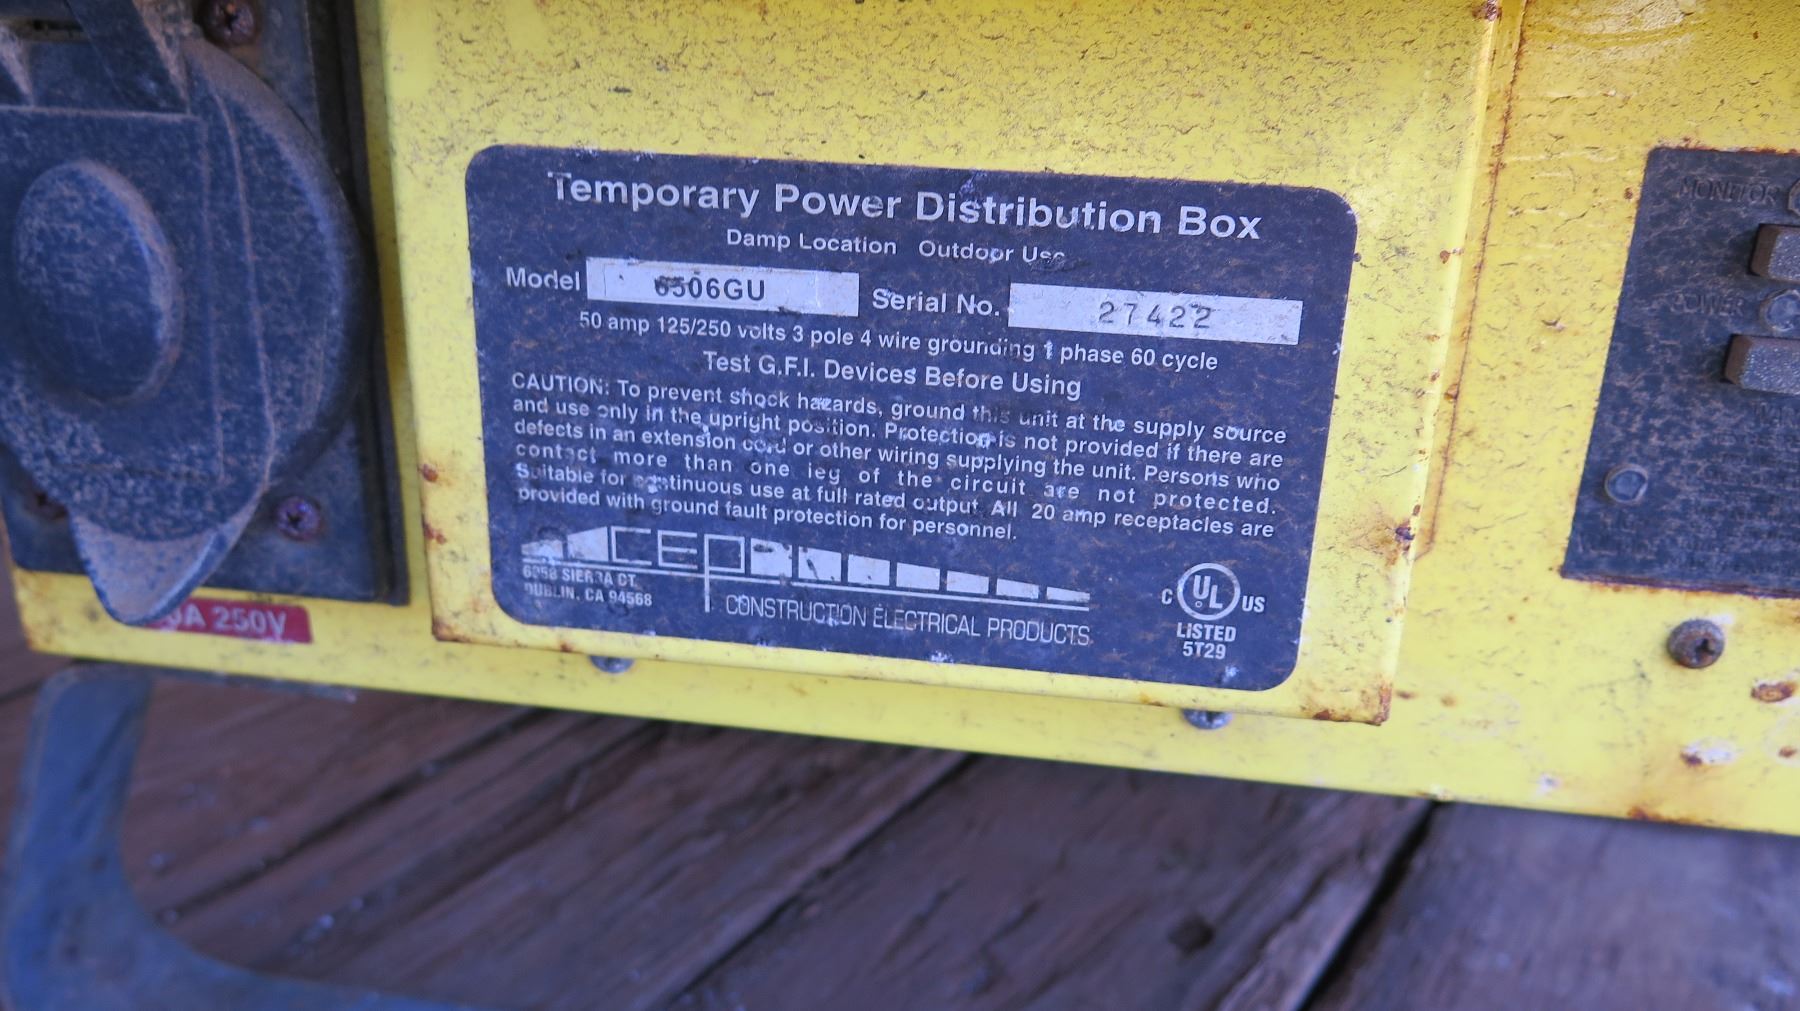 Temporary Power Distribution Box
Damp Location Outdoor Use
Model 6506GU Serial No. 27422
50 amp 125/250 volts 3 pole 4 wire grounding 1 phase 60 cycle
Test G.F.I. Devices Before Using
CAUTION: To prevent shock hazards, ground this unit at the supply source
and use only in the upright position. Protection is not provided if there are
defects in an extension cord or other wiring supplying the unit. Persons who
contact more than one leg of the circuit are not protected.
Suitable for continuous use at full rated output. All 20 amp receptacles are
provided with ground fault protection for personnel.
CEP
SIERRA CT.
DUBLIN, CA 94568
CONSTRUCTION ELECTRICAL PRODUCTS
C UL US
LISTED
5T29
250V
MONITOR
POWER